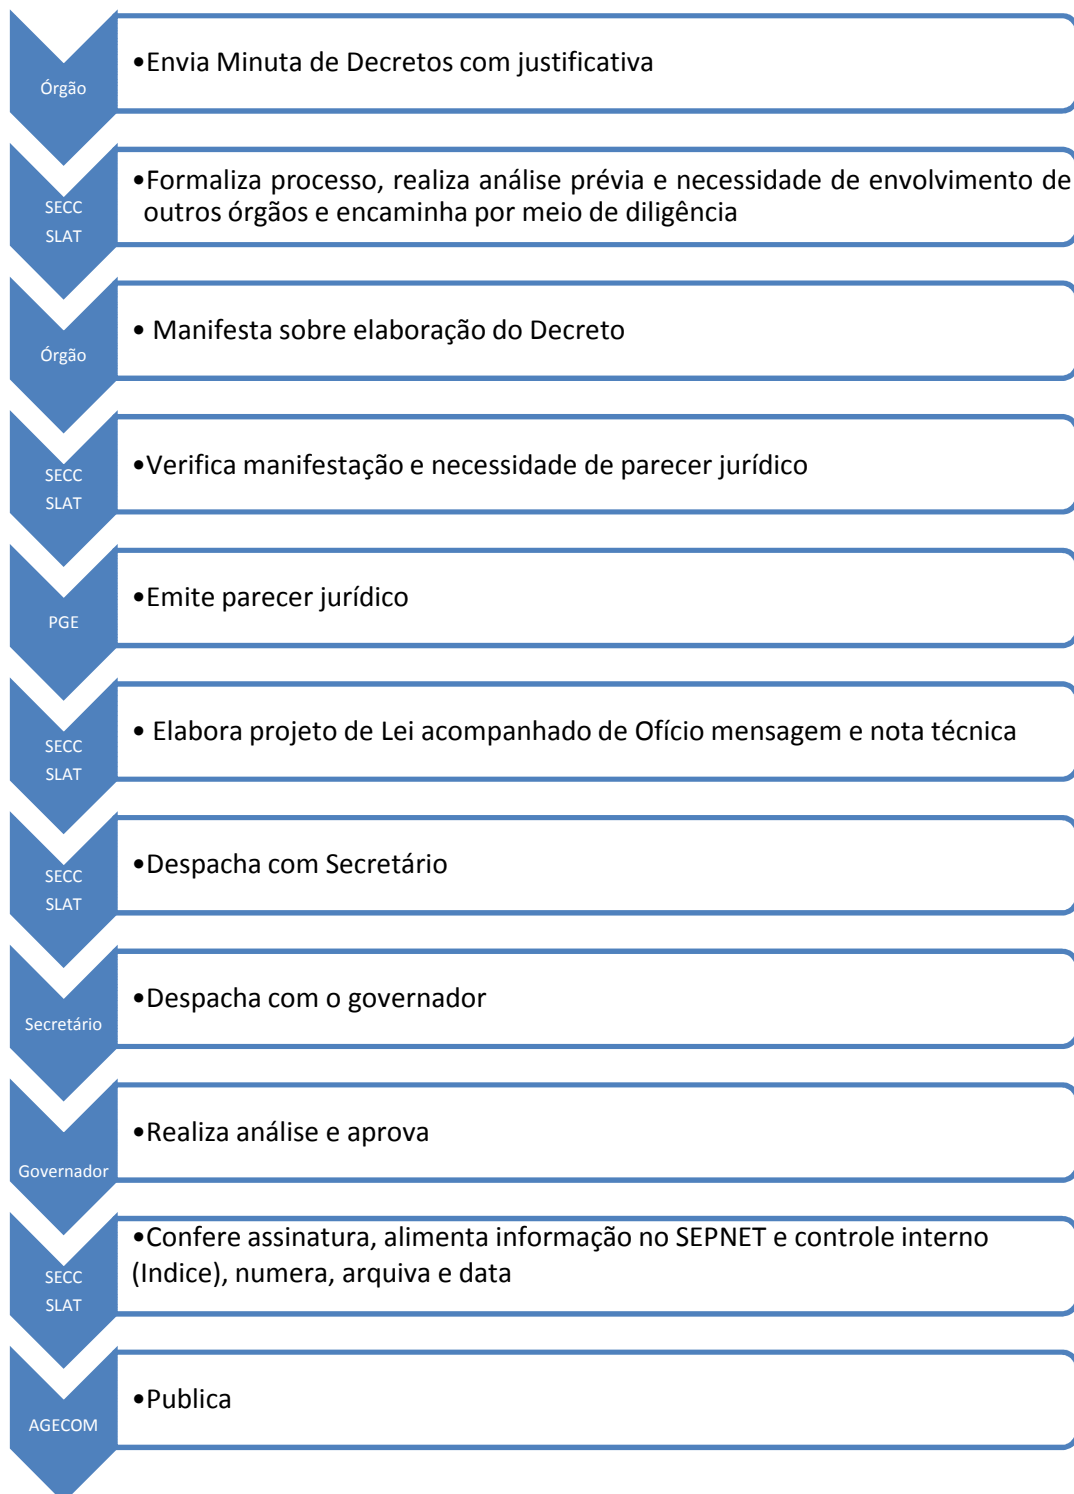 Órgão
•Envia Minuta de Decretos com justificativa
SECC
SLAT
•Formaliza processo, realiza análise prévia e necessidade de envolvimento de
outros órgãos e encaminha por meio de diligência
Órgão
• Manifesta sobre elaboração do Decreto
SECC
SLAT
•Verifica manifestação e necessidade de parecer jurídico
PGE
•Emite parecer jurídico
SECC
SLAT
• Elabora projeto de Lei acompanhado de Ofício mensagem e nota técnica
SECC
SLAT
•Despacha com Secretário
Secretário
•Despacha com o governador
Governador
•Realiza análise e aprova
SECC
SLAT
•Confere assinatura, alimenta informação no SEPNET e controle interno
(Indice), numera, arquiva e data
AGECOM
•Publica